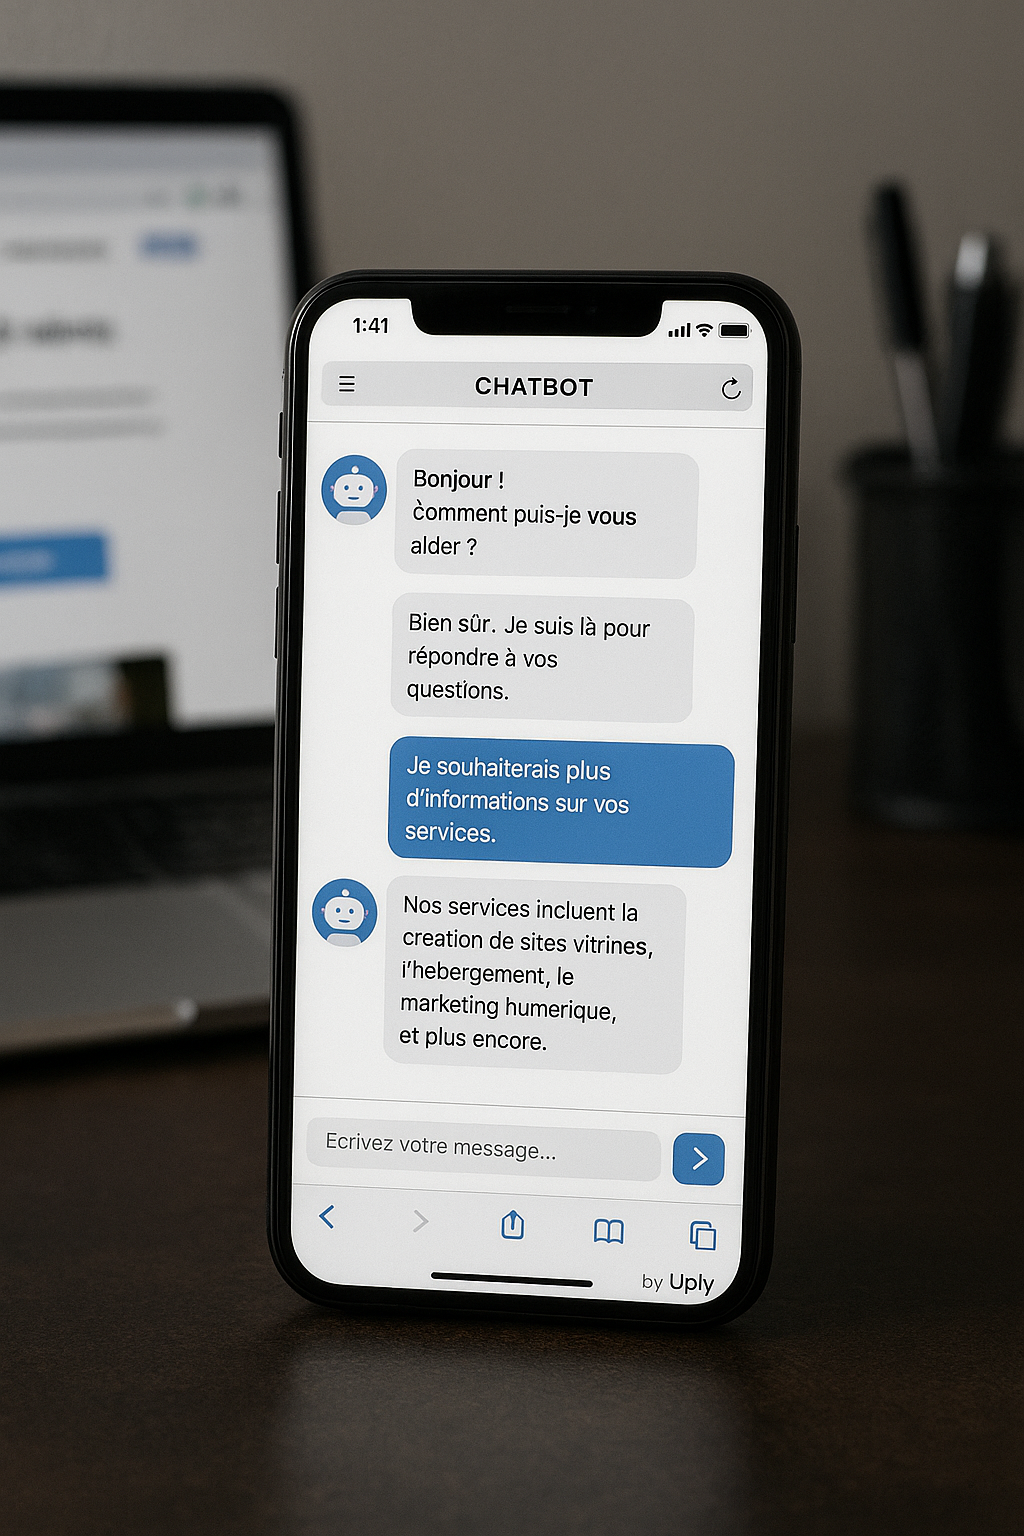 1:41
CHATBOT
Bonjour !
c̀omment puis-je vous
alder ?
Bien sûr. Je suis là pour
répondre à vos
questions.
Je souhaiterais plus
d'informations sur vos
services.
Nos services incluent la
creation de sites vitrines,
i'hebergement, le
marketing humerique,
et plus encore.
Ecrivez votre message...
by Uply